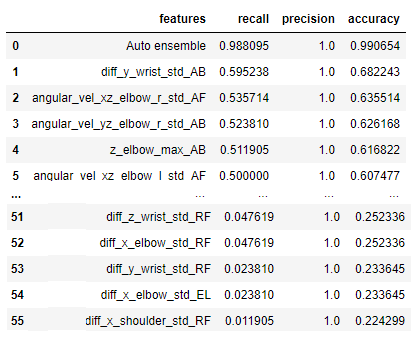 features recall precision accuracy
0 Auto ensemble 0.988095 1.0 0.990654
1 diff_y_wrist_std_AB 0.595238 1.0 0.682243
2 angular_vel_xz_elbow_r_std_AF 0.535714 1.0 0.635514
3 angular_vel_yz_elbow_r_std_AB 0.523810 1.0 0.626168
4 z_elbow_max_AB 0.511905 1.0 0.616822
5 angular_vel_xz_elbow_l_std_AF 0.500000 1.0 0.607477
... ... ... ... ...
51 diff_z_wrist_std_RF 0.047619 1.0 0.252336
52 diff_x_elbow_std_RF 0.047619 1.0 0.252336
53 diff_y_wrist_std_RF 0.023810 1.0 0.233645
54 diff_x_elbow_std_EL 0.023810 1.0 0.233645
55 diff_x_shoulder_std_RF 0.011905 1.0 0.224299